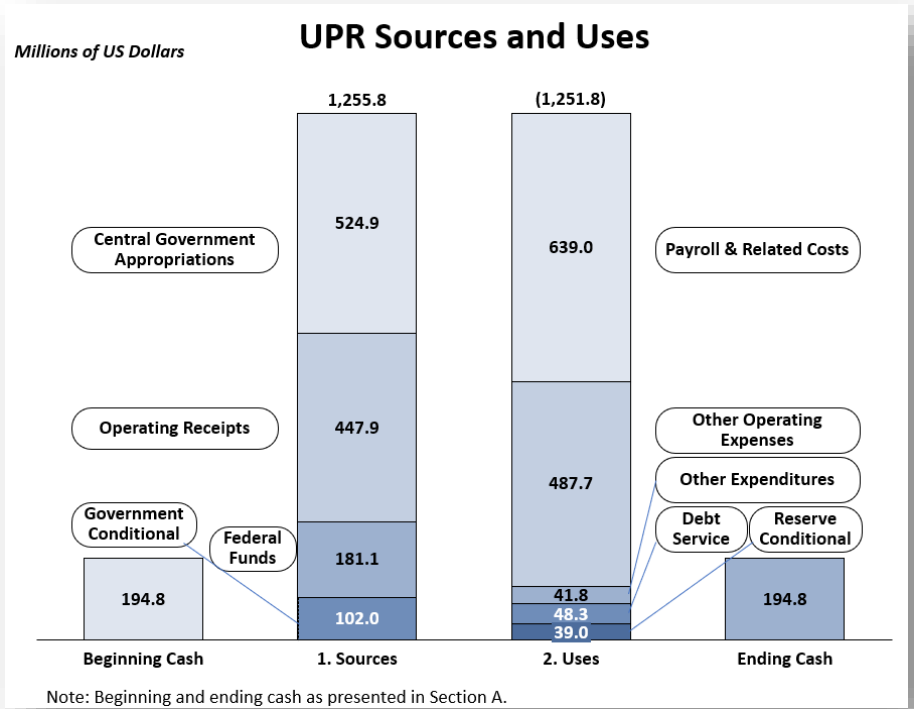 UPR Sources and Uses
Millions of US Dollars
1,255.8
(1,251.8)
524.9
639.0
Central Government
Appropriations
Payroll & Related Costs
447.9
487.7
Operating Receipts
Other Operating
Expenses
Other Expenditures
Government
Conditional
Federal
Funds
Debt
Service
Reserve
Conditional
181.1
102.0
41.8
48.3
39.0
194.8
194.8
Beginning Cash
1. Sources
2. Uses
Ending Cash
Note: Beginning and ending cash as presented in Section A.